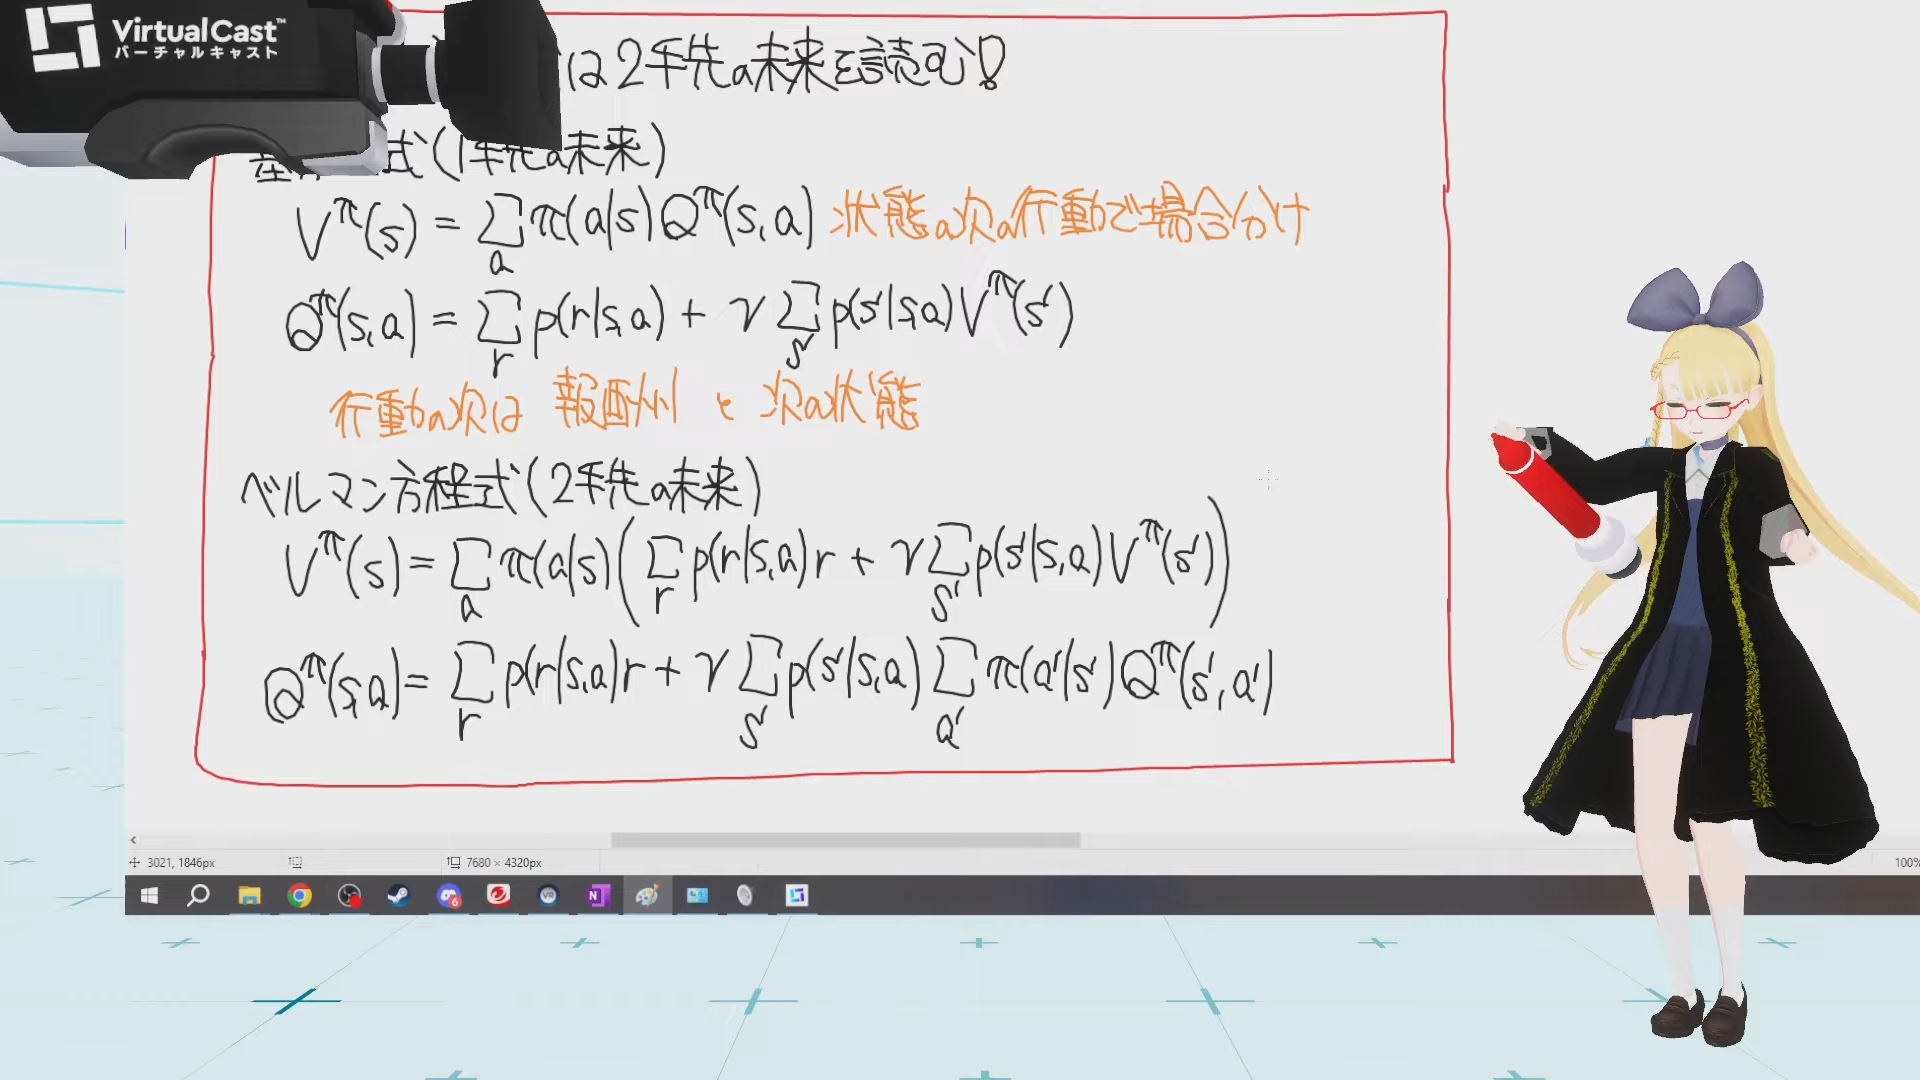 VirtualCast™
バーチャルキャスト
は2手先の未来を読む!
式(1手先の未来)
V^π(s) = Σ_a π(a|s)Q^π(s,a) 状態の次の行動で場合分け
Q^π(s,a) = Σ_r p(r|s,a) + γ Σ_s' p(s'|s,a)V^π(s')
行動の次は 報酬 と 次の状態
ベルマン方程式(2手先の未来)
V^π(s) = Σ_a π(a|s)(Σ_r p(r|s,a)r + γΣ_s' p(s'|s,a)V^π(s'))
Q^π(s,a) = Σ_r p(r|s,a)r + γ Σ_s' p(s'|s,a) Σ_a' π(a'|s')Q^π(s',a')
3021, 1846px
7680 × 4320px
100%